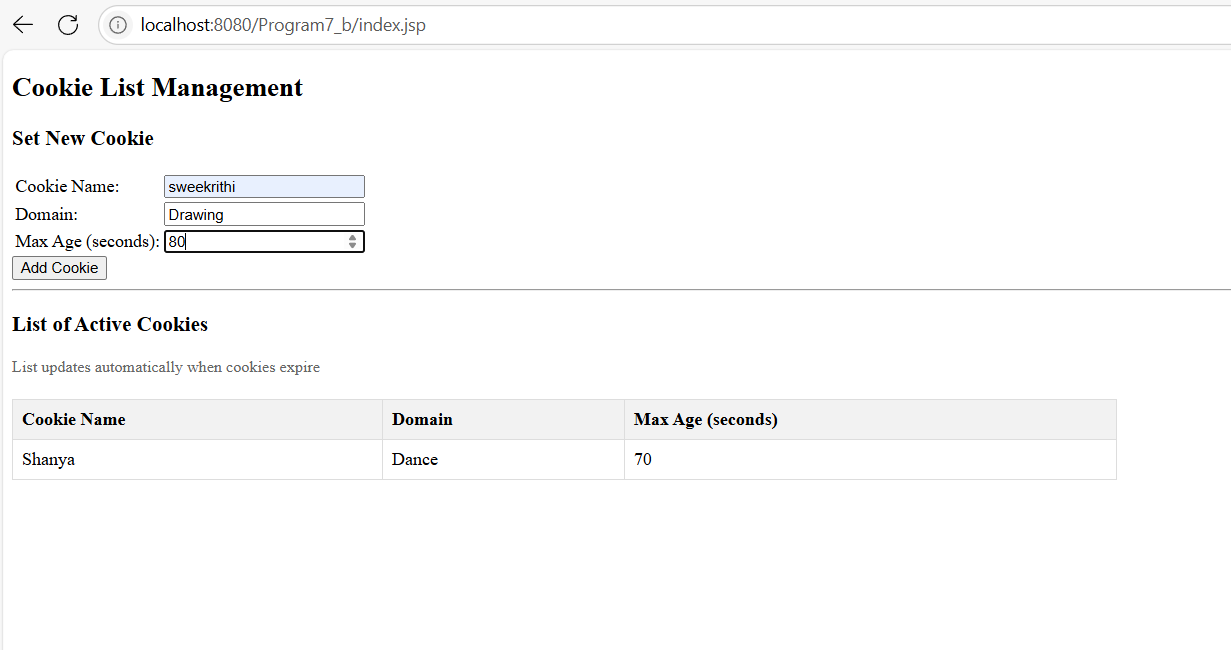 localhost:8080/Program7_b/index.jsp
Cookie List Management
Set New Cookie
Cookie Name: sweekrithi
Domain: Drawing
Max Age (seconds): 80
Add Cookie
List of Active Cookies
List updates automatically when cookies expire
Cookie Name Domain Max Age (seconds)
Shanya Dance 70